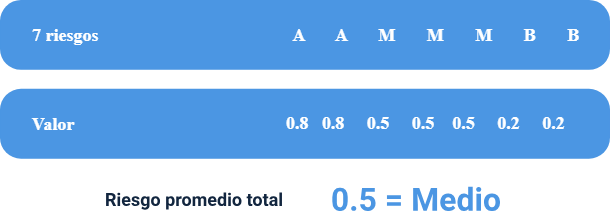 7 riesgos A A M M M B B
Valor 0.8 0.8 0.5 0.5 0.5 0.2 0.2
Riesgo promedio total 0.5 = Medio